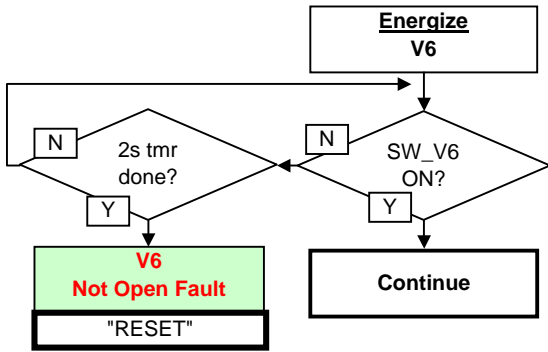 Energize
V6
N
2s tmr
done?
Y
N
SW_V6
ON?
Y
V6
Not Open Fault
"RESET"
Continue